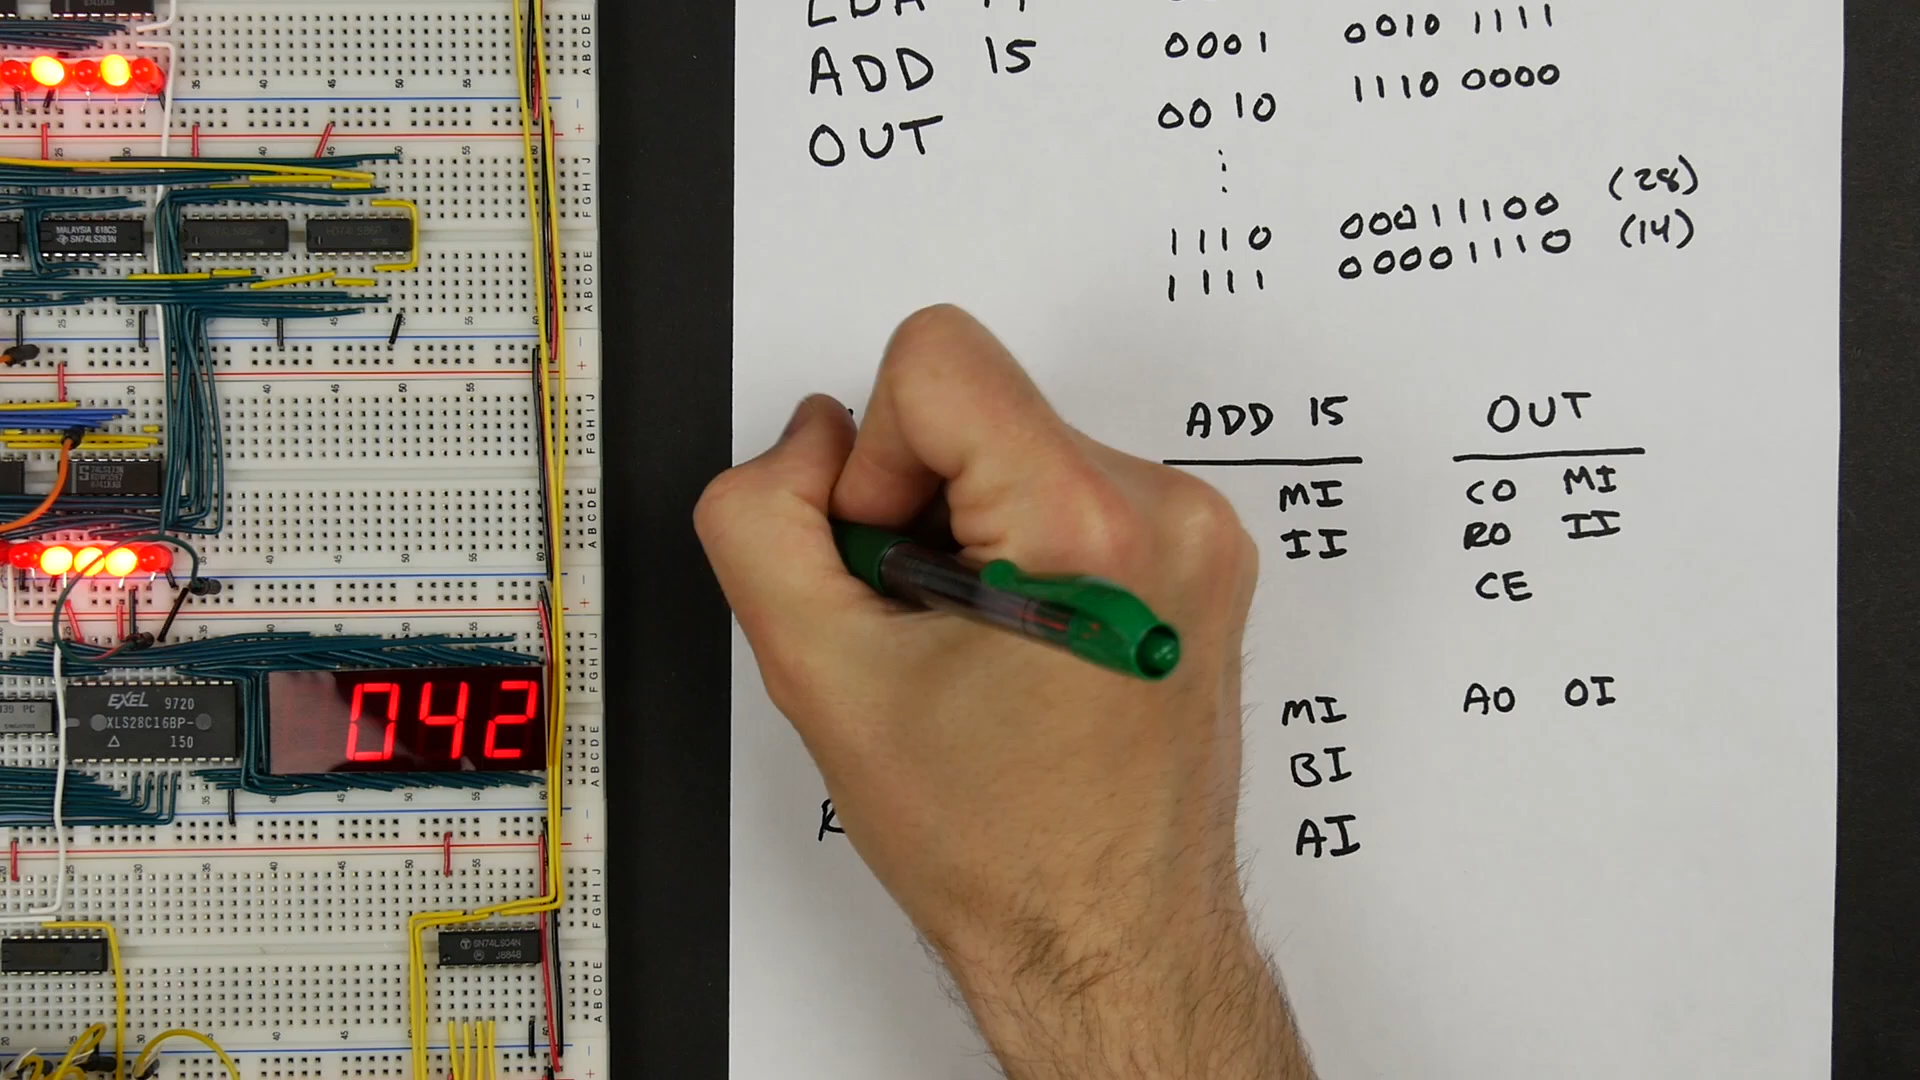 ADD 15 0001 0010 1111
OUT 0010 1110 0000
1110 00011100 (28)
1111 00001110 (14)
ADD 15 OUT
MI CO MI
II RO II
CE
MI AO OI
BI
AI
MALAYSIA 618CS
SN74LS283N
EXEL 9720
XLS28C16BP-
150
042
SN74LS04N
J6848